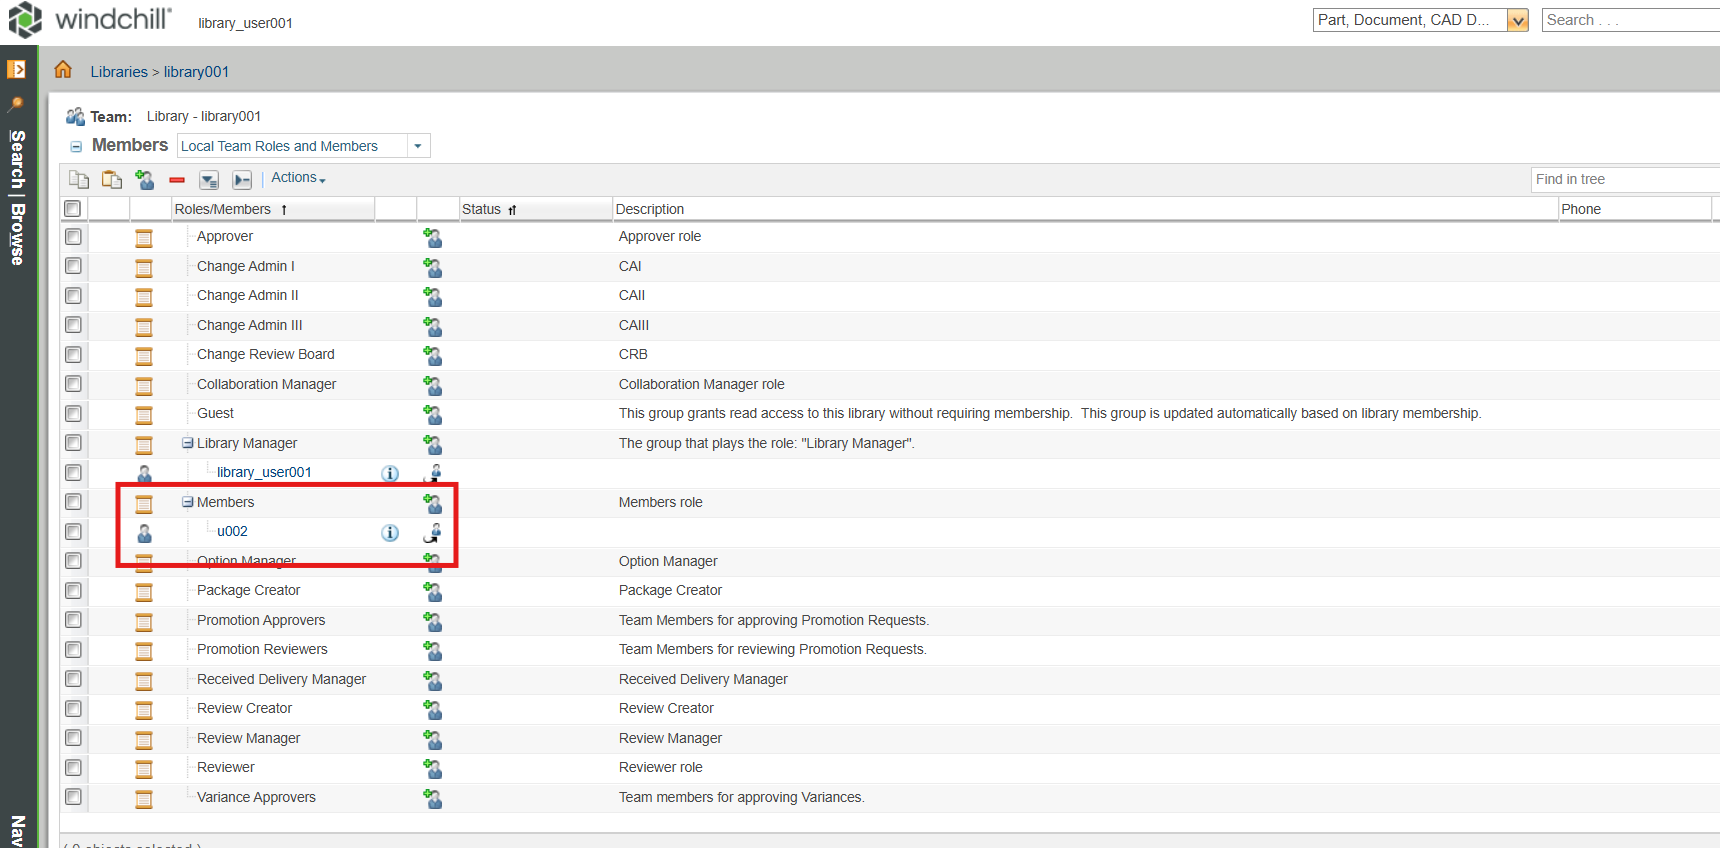 windchill® library_user001 Part, Document, CAD D... Search . . .
Libraries > library001
Team: Library - library001
Members Local Team Roles and Members
Actions Find in tree
Roles/Members Status Description Phone
Approver Approver role
Change Admin I CAI
Change Admin II CAII
Change Admin III CAIII
Change Review Board CRB
Collaboration Manager Collaboration Manager role
Guest This group grants read access to this library without requiring membership. This group is updated automatically based on library membership.
Library Manager The group that plays the role: "Library Manager".
library_user001
Members Members role
u002
Option Manager Option Manager
Package Creator Package Creator
Promotion Approvers Team Members for approving Promotion Requests.
Promotion Reviewers Team Members for reviewing Promotion Requests.
Received Delivery Manager Received Delivery Manager
Review Creator Review Creator
Review Manager Review Manager
Reviewer Reviewer role
Variance Approvers Team members for approving Variances.
( 0 objects selected )
Search | Browse
Nav